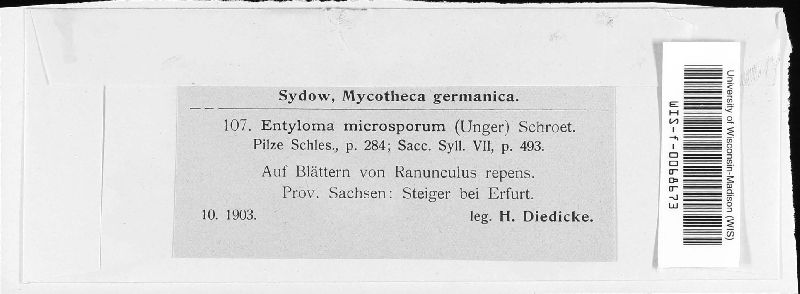 Sydow, Mycotheca germanica.
107. Entyloma microsporum (Unger) Schroet.
Pilze Schles., p. 284; Sacc. Syll. VII, p. 493.
Auf Blättern von Ranunculus repens.
Prov. Sachsen: Steiger bei Erfurt.
10. 1903. leg. H. Diedicke.
University of Wisconsin-Madison (WIS)
WIS-f-0068673